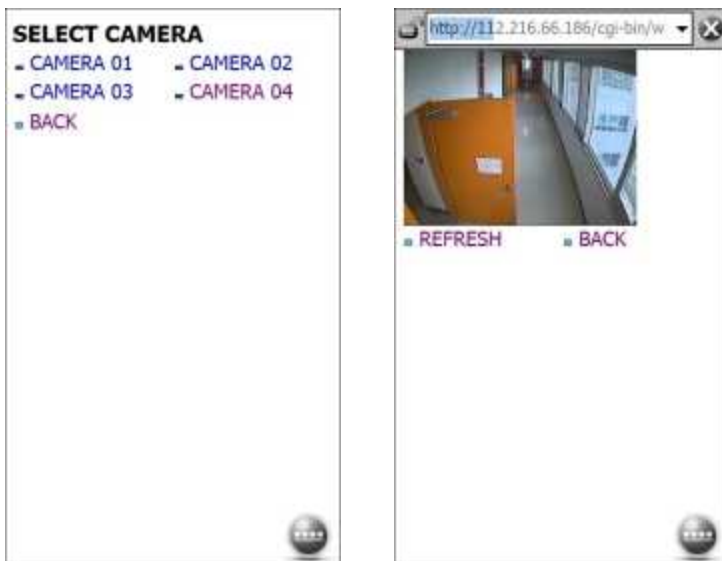 SELECT CAMERA
CAMERA 01 CAMERA 02
CAMERA 03 CAMERA 04
BACK
http://112.216.66.186/cgi-bin/w
REFRESH BACK